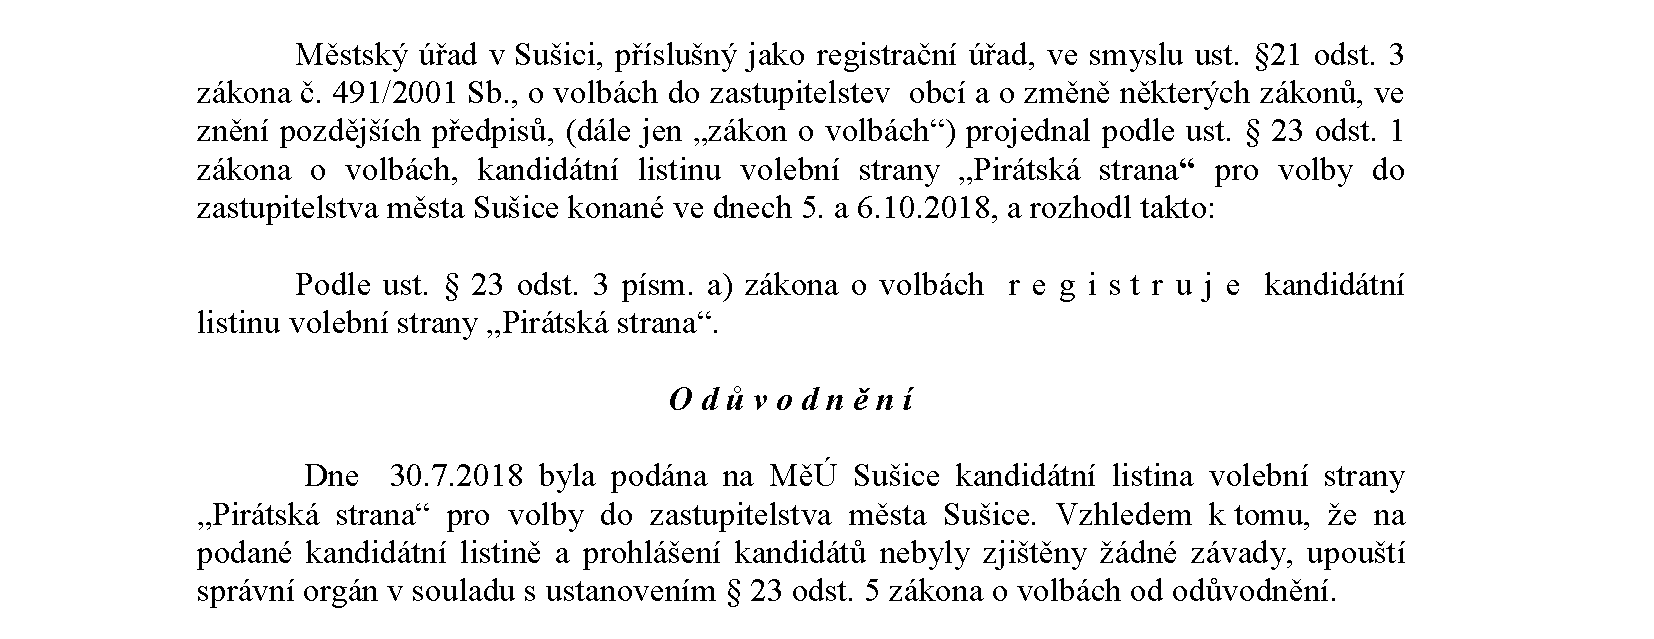 Městský úřad v Sušici, příslušný jako registrační úřad, ve smyslu ust. §21 odst. 3
zákona č. 491/2001 Sb., o volbách do zastupitelstev  obcí a o změně některých zákonů, ve
znění pozdějších předpisů, (dále jen „zákon o volbách“) projednal podle ust. § 23 odst. 1
zákona o volbách, kandidátní listinu volební strany „Pirátská strana“ pro volby do
zastupitelstva města Sušice konané ve dnech 5. a 6.10.2018, a rozhodl takto:
Podle ust. § 23 odst. 3 písm. a) zákona o volbách  r e g i s t r u j e  kandidátní
listinu volební strany „Pirátská strana“.
O d ů v o d n ě n í
Dne  30.7.2018 byla podána na MěÚ Sušice kandidátní listina volební strany
„Pirátská strana“ pro volby do zastupitelstva města Sušice. Vzhledem k tomu, že na
podané kandidátní listině a prohlášení kandidátů nebyly zjištěny žádné závady, upouští
správní orgán v souladu s ustanovením § 23 odst. 5 zákona o volbách od odůvodnění.